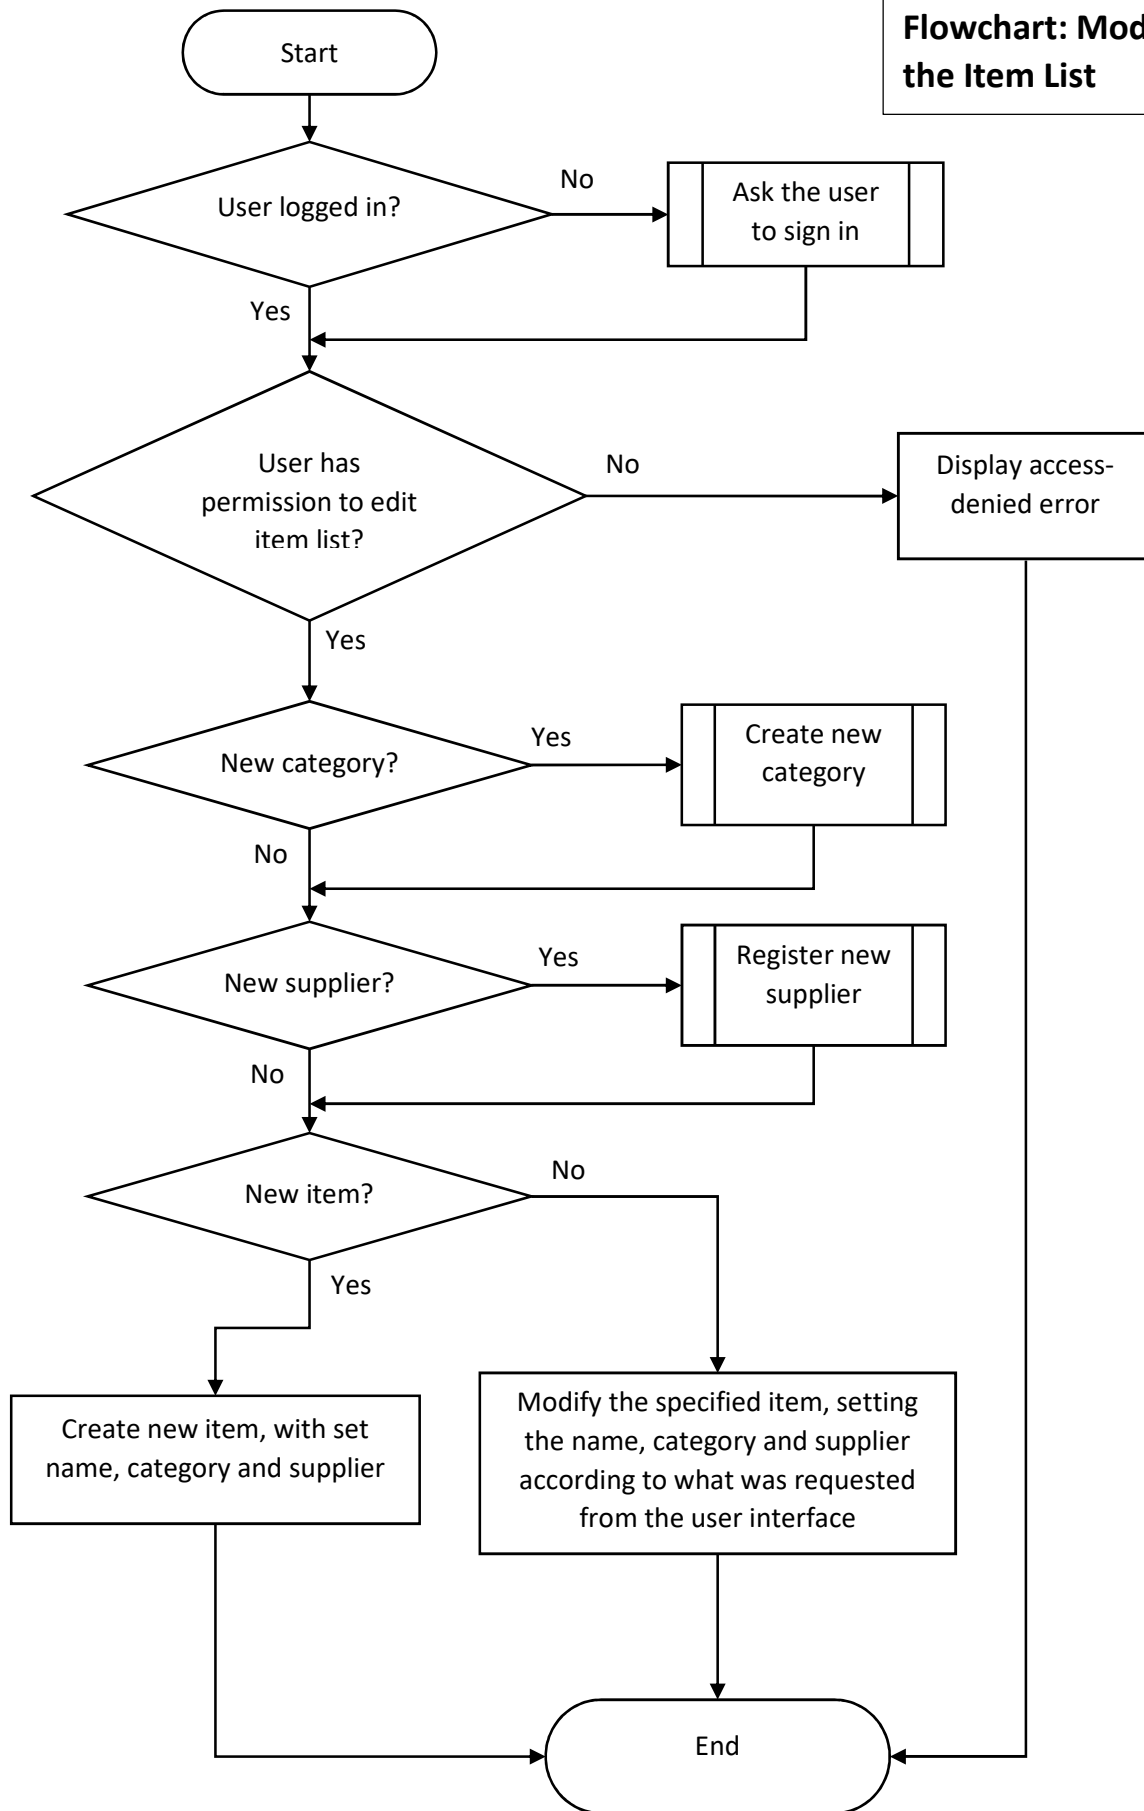 Flowchart: Mod
the Item List
Start
User logged in?
No
Ask the user
to sign in
Yes
User has
permission to edit
item list?
No
Display access-
denied error
Yes
New category?
Yes
Create new
category
No
New supplier?
Yes
Register new
supplier
No
New item?
No
Yes
Create new item, with set
name, category and supplier
Modify the specified item, setting
the name, category and supplier
according to what was requested
from the user interface
End